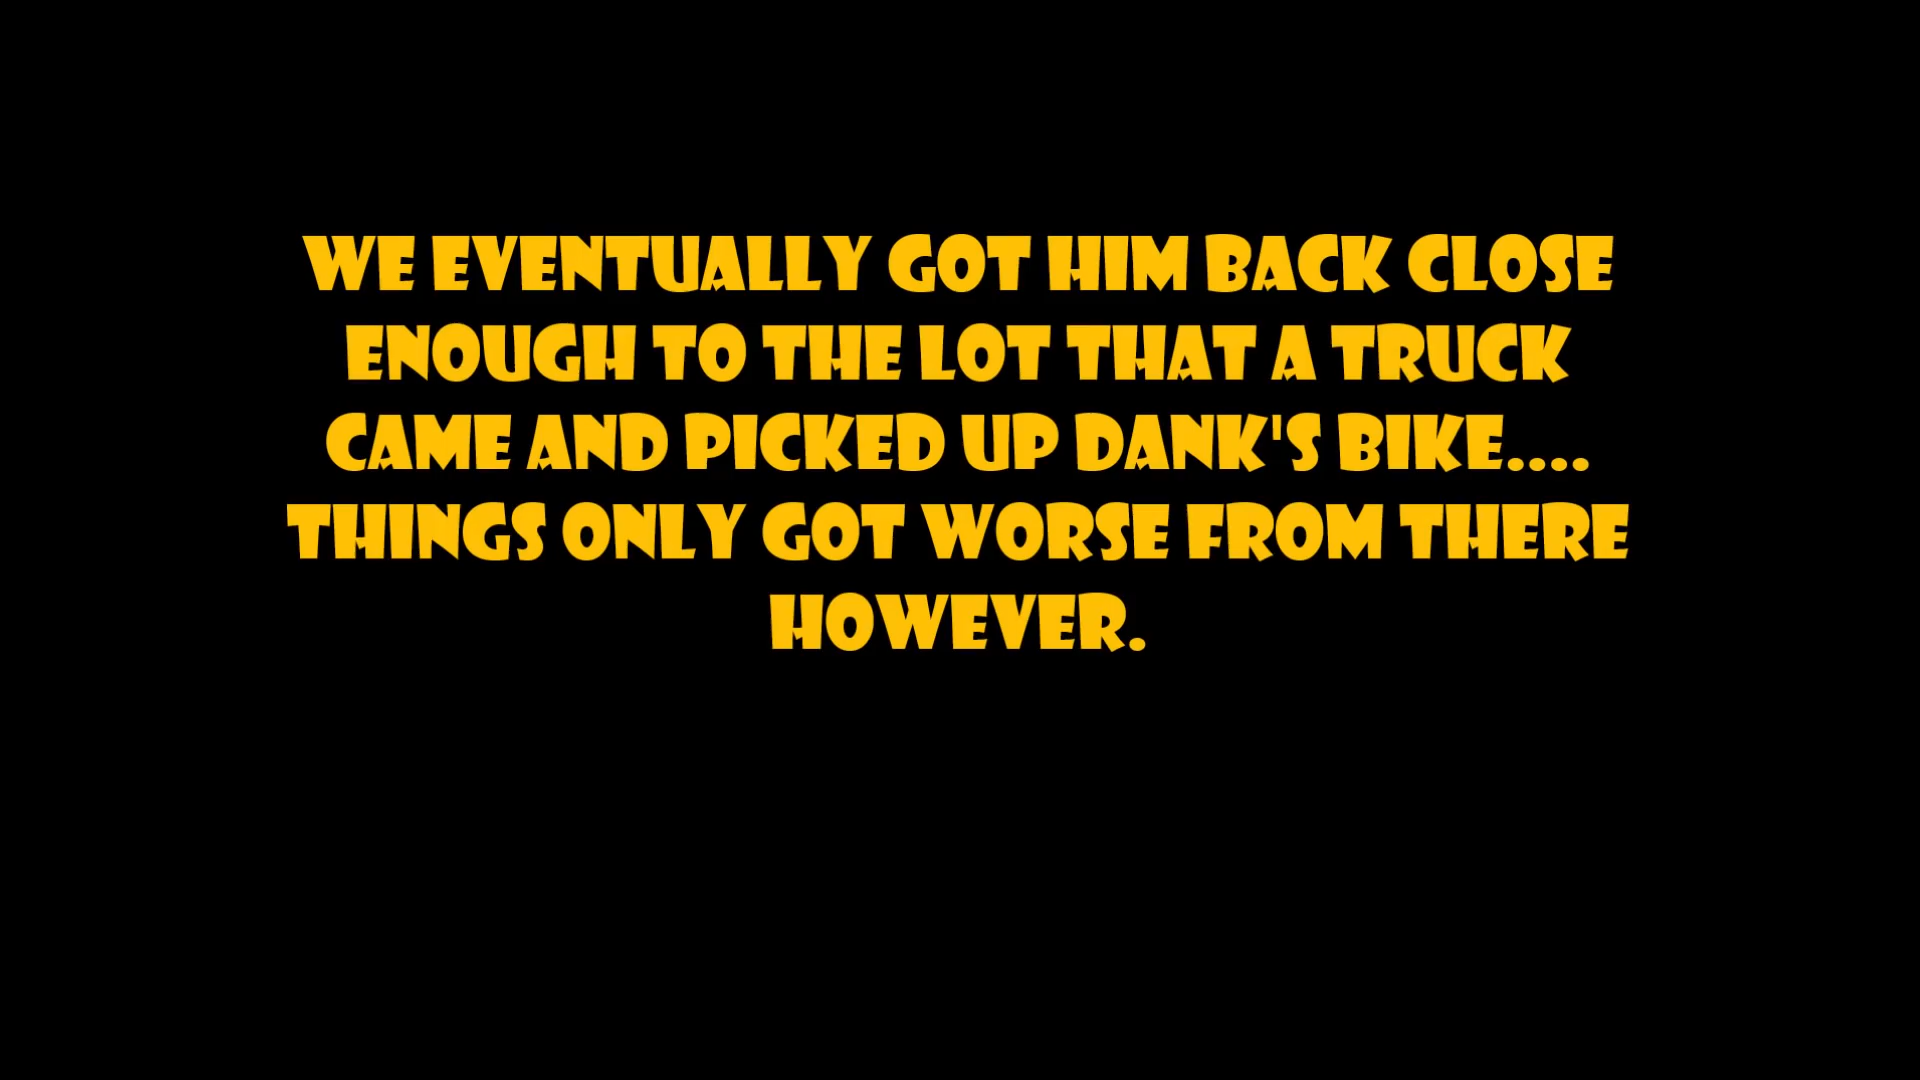 WE EVENTUALLY GOT HIM BACK CLOSE
ENOUGH TO THE LOT THAT A TRUCK
CAME AND PICKED UP DANK'S BIKE....
THINGS ONLY GOT WORSE FROM THERE
HOWEVER.